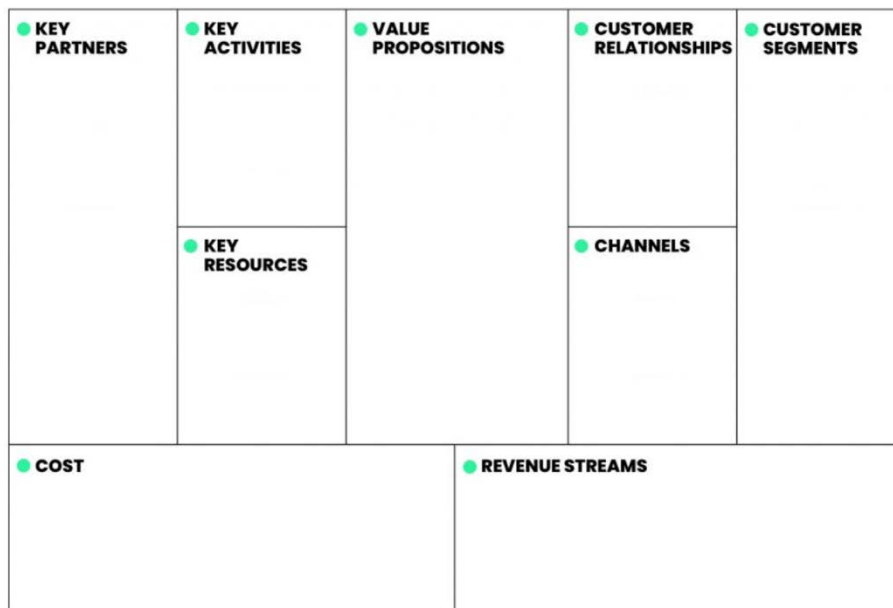 KEY
PARTNERS
KEY
ACTIVITIES
VALUE
PROPOSITIONS
CUSTOMER
RELATIONSHIPS
CUSTOMER
SEGMENTS
KEY
RESOURCES
CHANNELS
COST
REVENUE STREAMS